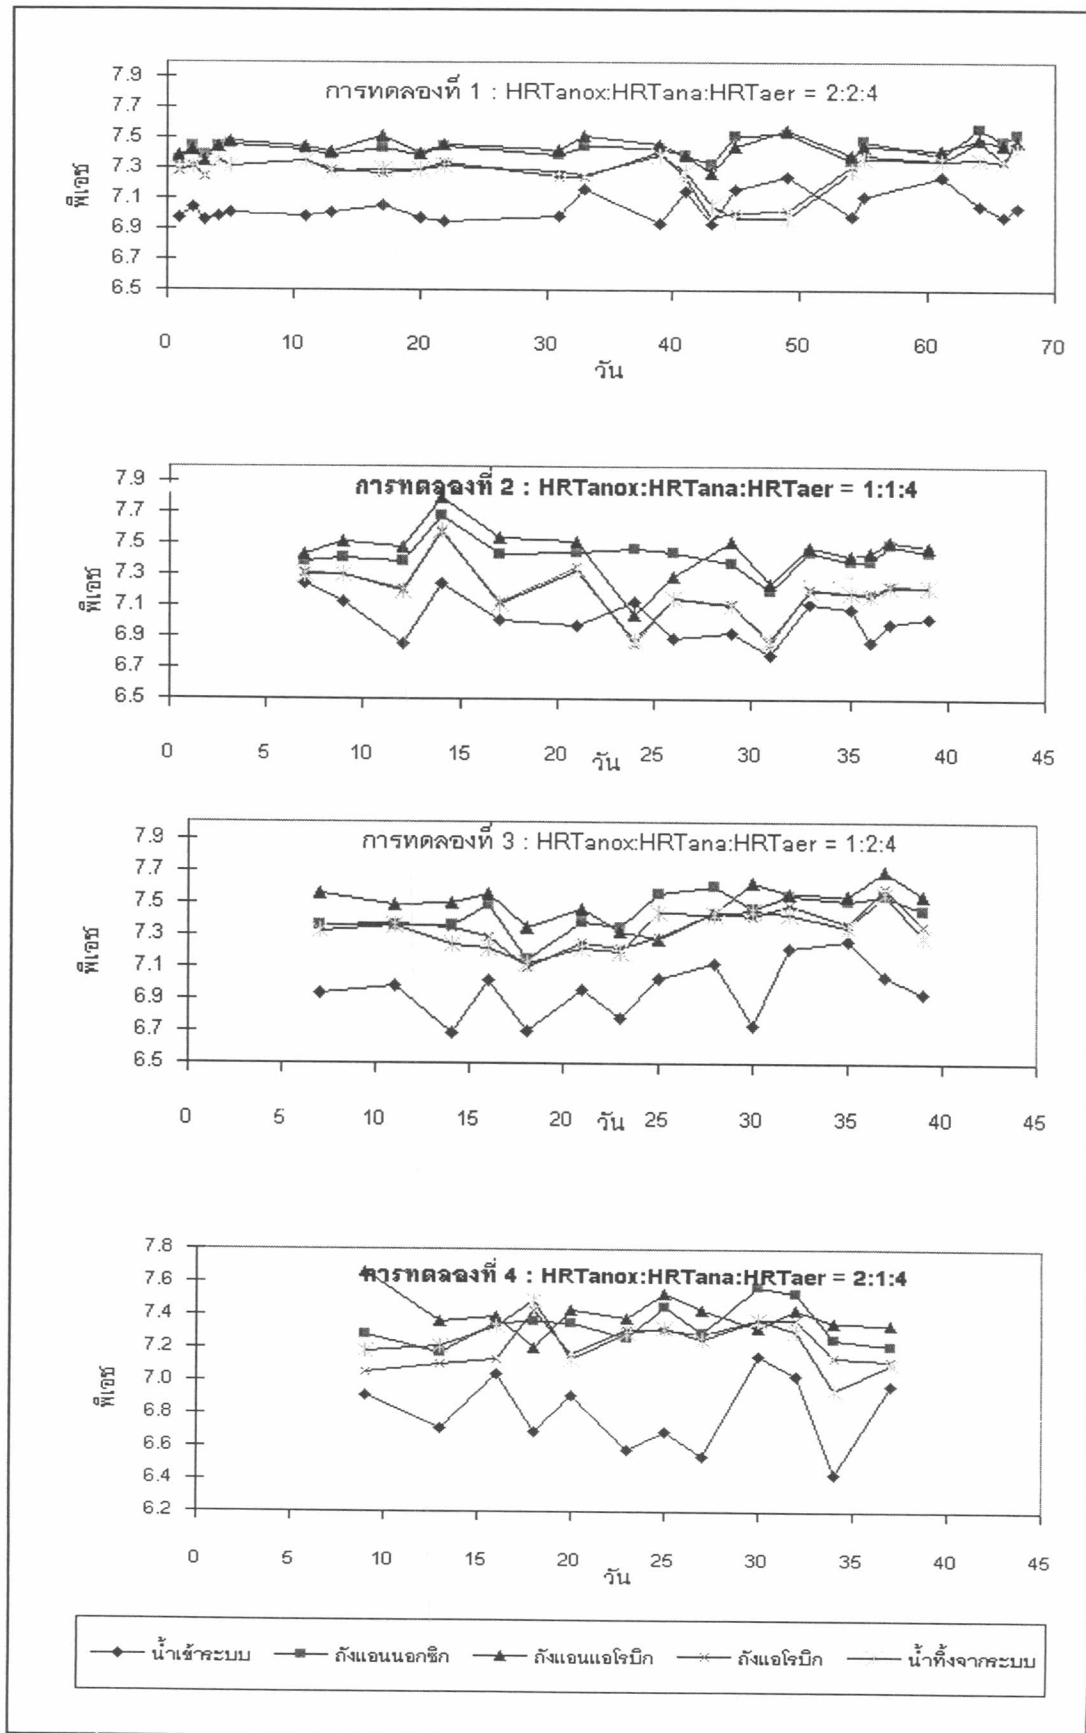 การทดลองที่ 1 : HRTanox:HRTana:HRTaer = 2:2:4
7.9
7.7
7.5
7.3
7.1
6.9
6.7
6.5
พีเอช
0 10 20 30 40 50 60 70
วัน
การทดลองที่ 2 : HRTanox:HRTana:HRTaer = 1:1:4
7.9
7.7
7.5
7.3
7.1
6.9
6.7
6.5
พีเอช
0 5 10 15 20 25 30 35 40 45
วัน
การทดลองที่ 3 : HRTanox:HRTana:HRTaer = 1:2:4
7.9
7.7
7.5
7.3
7.1
6.9
6.7
6.5
พีเอช
0 5 10 15 20 25 30 35 40 45
วัน
การทดลองที่ 4 : HRTanox:HRTana:HRTaer = 2:1:4
7.8
7.6
7.4
7.2
7.0
6.8
6.6
6.4
6.2
พีเอช
0 5 10 15 20 25 30 35 40 45
วัน
น้ำเข้าระบบ ถังแอนนอกซิก ถังแอนแอโรบิก ถังแอโรบิก น้ำทิ้งจากระบบ